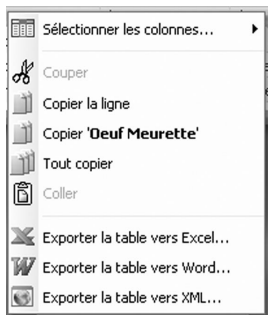 Sélectionner les colonnes...
Couper
Copier la ligne
Copier 'Oeuf Meurette'
Tout copier
Coller
Exporter la table vers Excel...
Exporter la table vers Word...
Exporter la table vers XML...